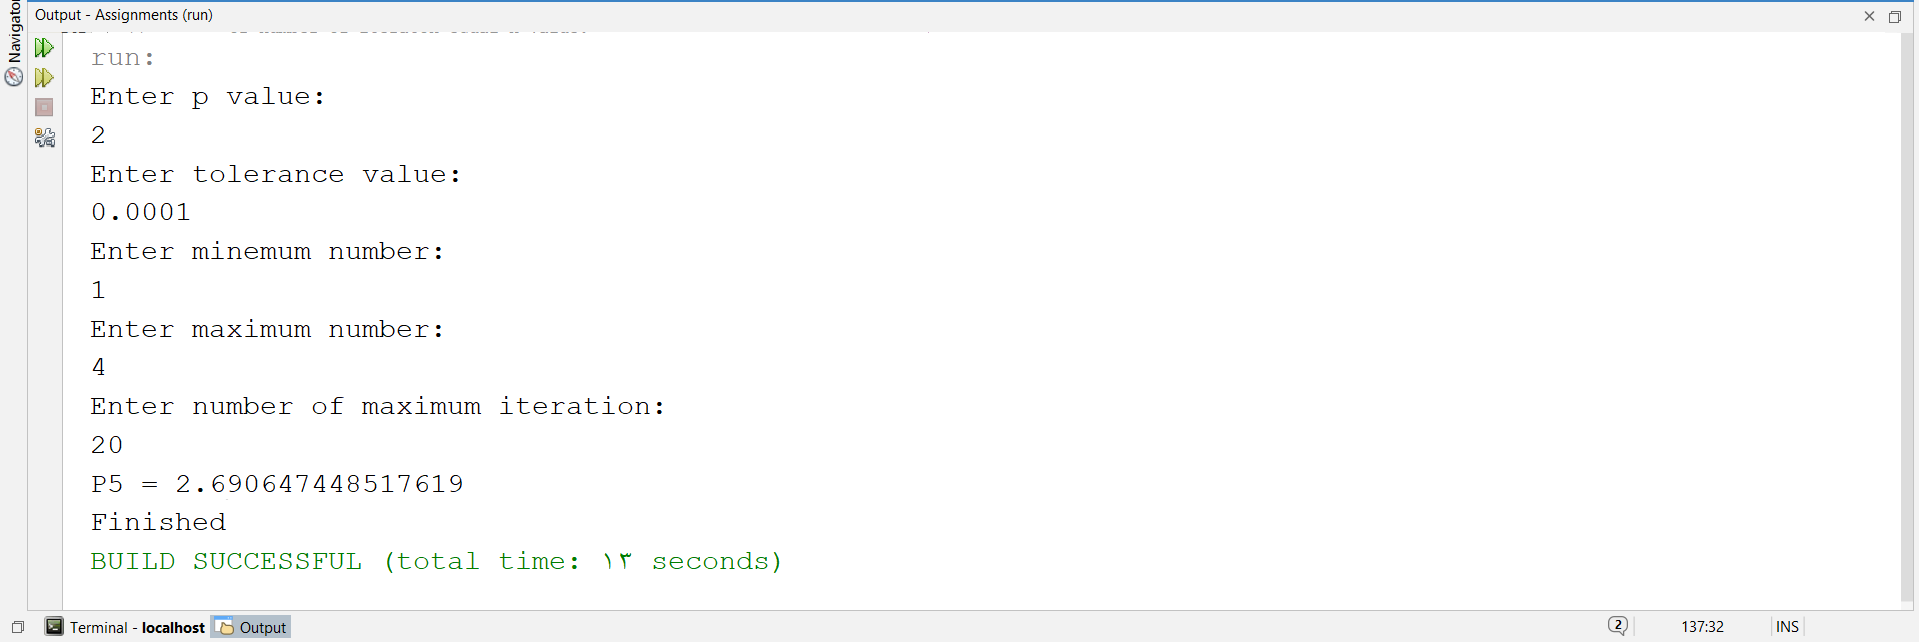 Output - Assignments (run)
Navigator
run:
Enter p value:
2
Enter tolerance value:
0.0001
Enter minemum number:
1
Enter maximum number:
4
Enter number of maximum iteration:
20
P5 = 2.690647448517619
Finished
BUILD SUCCESSFUL (total time: ١٣ seconds)
Terminal - localhost
Output
2
137:32
INS